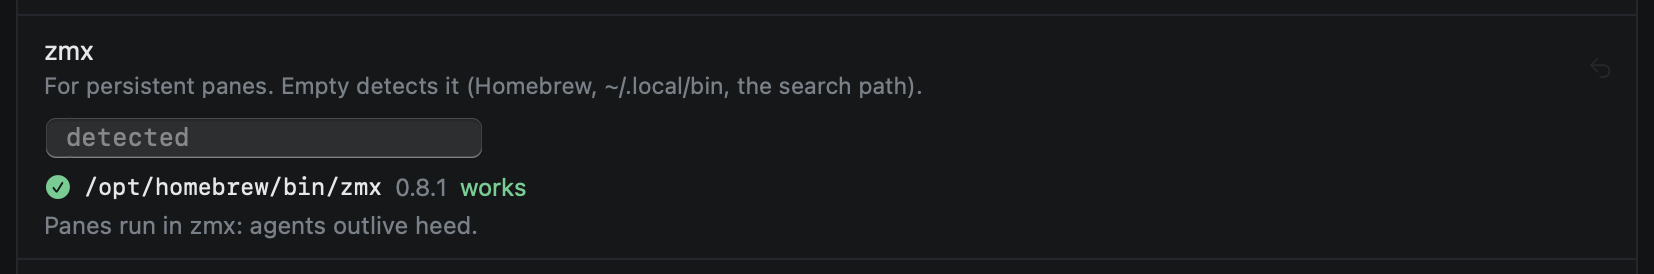 zmx
For persistent panes. Empty detects it (Homebrew, ~/.local/bin, the search path).
detected
/opt/homebrew/bin/zmx 0.8.1 works
Panes run in zmx: agents outlive heed.